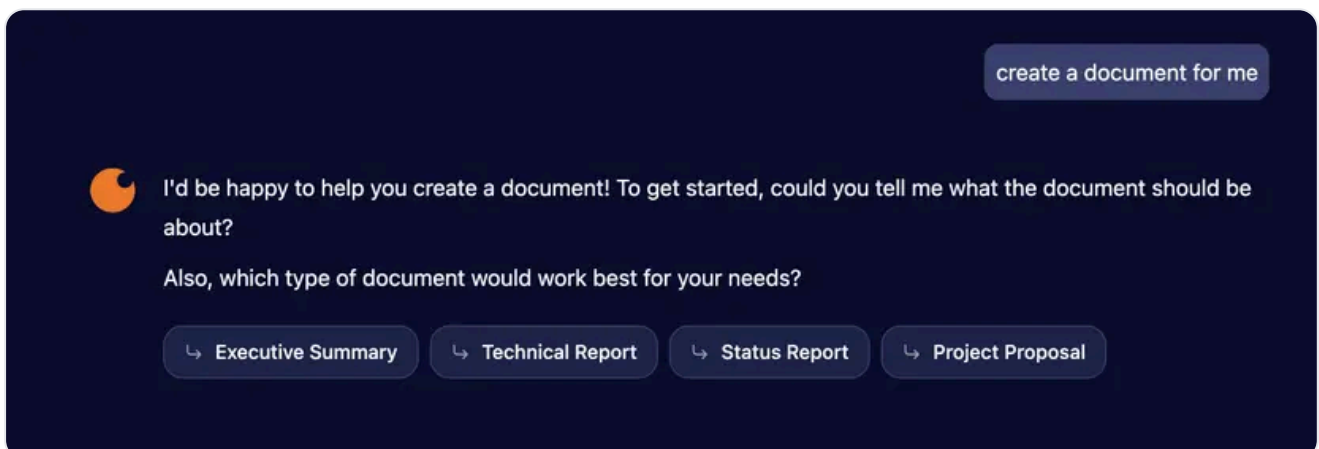 create a document for me
I'd be happy to help you create a document! To get started, could you tell me what the document should be
about?
Also, which type of document would work best for your needs?
Executive Summary
Technical Report
Status Report
Project Proposal